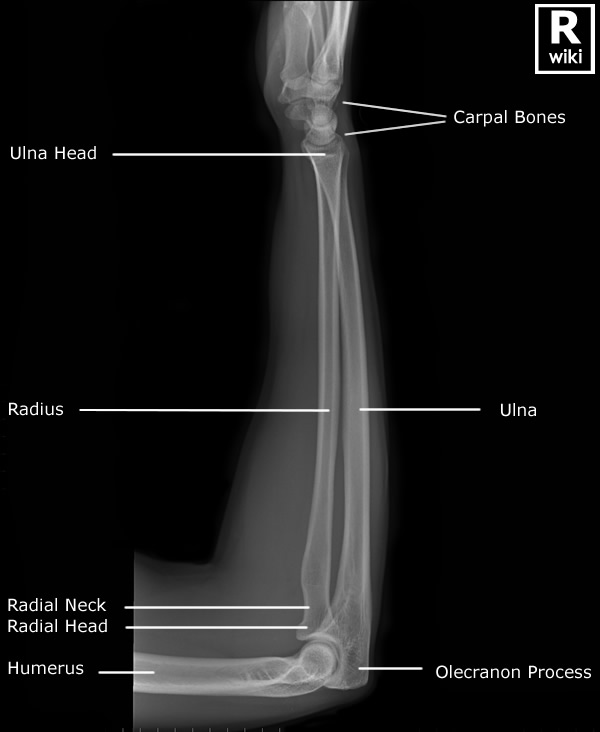 R
wiki
Carpal Bones
Ulna Head
Radius
Ulna
Radial Neck
Radial Head
Humerus
Olecranon Process